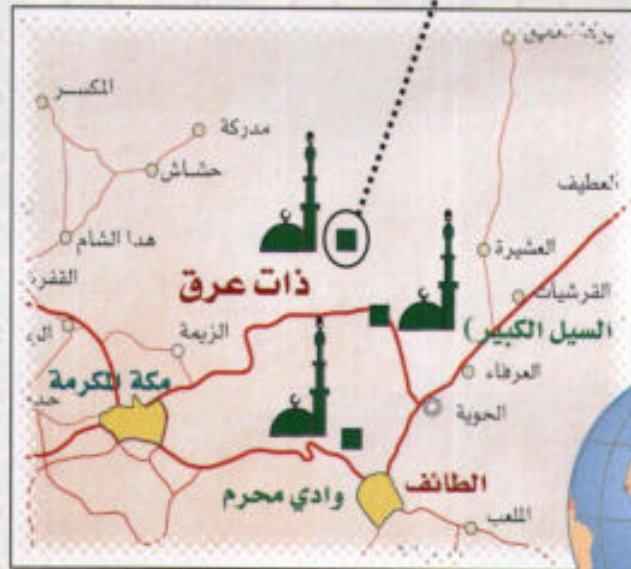 المكسر
مدركة
حشاش
العطيف
هدا الشام
العشيرة
القفرة
ذات عرق
القرشيات
السيل الكبير)
الزيمة
العرفاء
مكة المكرمة
الحوية
الطائف
وادي محرم
الملعب